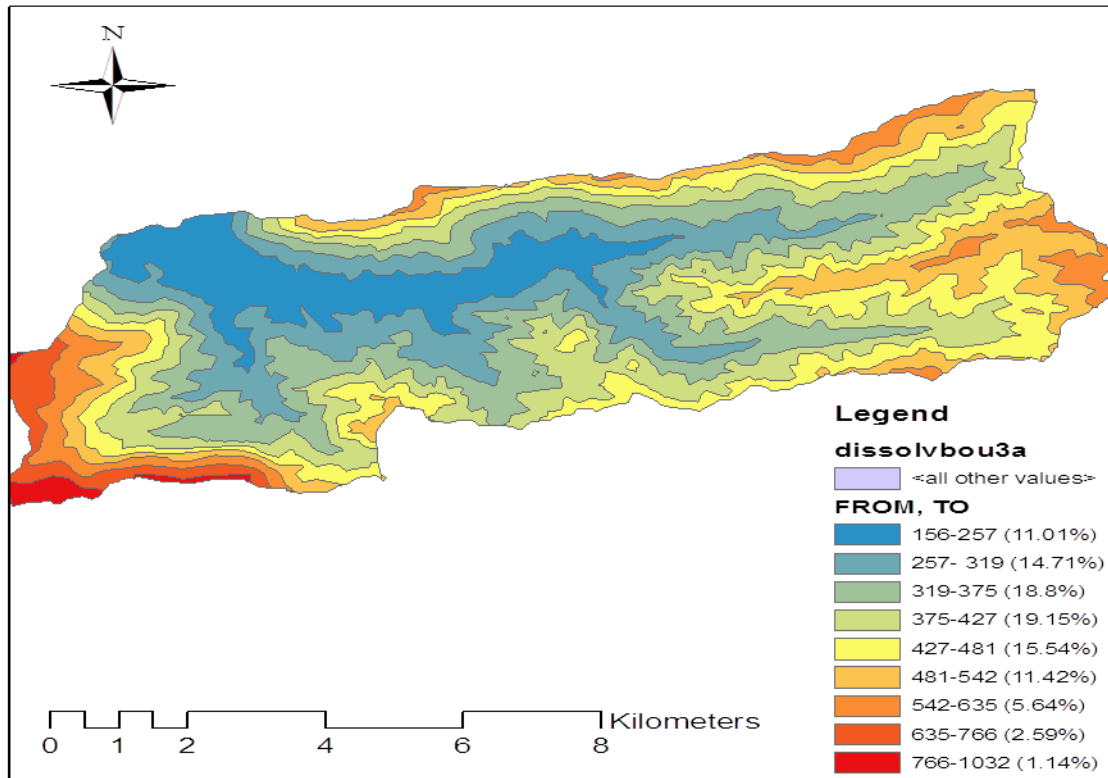 N
Legend
dissolvbou3a
<all other values>
FROM, TO
156-257 (11.01%)
257- 319 (14.71%)
319-375 (18.8%)
375-427 (19.15%)
427-481 (15.54%)
481-542 (11.42%)
542-635 (5.64%)
635-766 (2.59%)
766-1032 (1.14%)
Kilometers
0 1 2 4 6 8